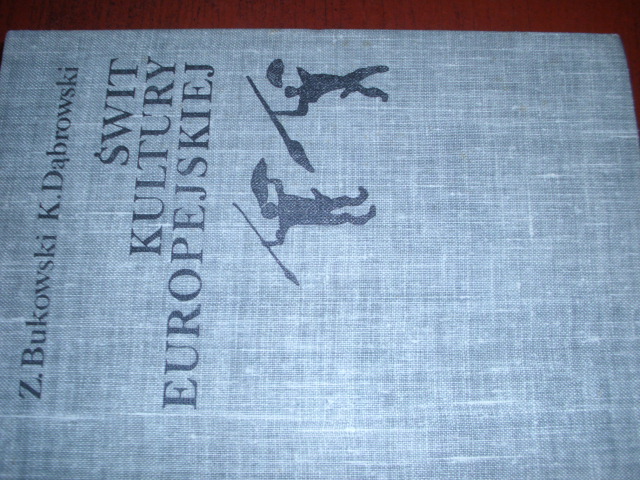 Z. Bukowski K. Dąbrowski
ŚWIT
KULTURY
EUROPEJSKIEJ